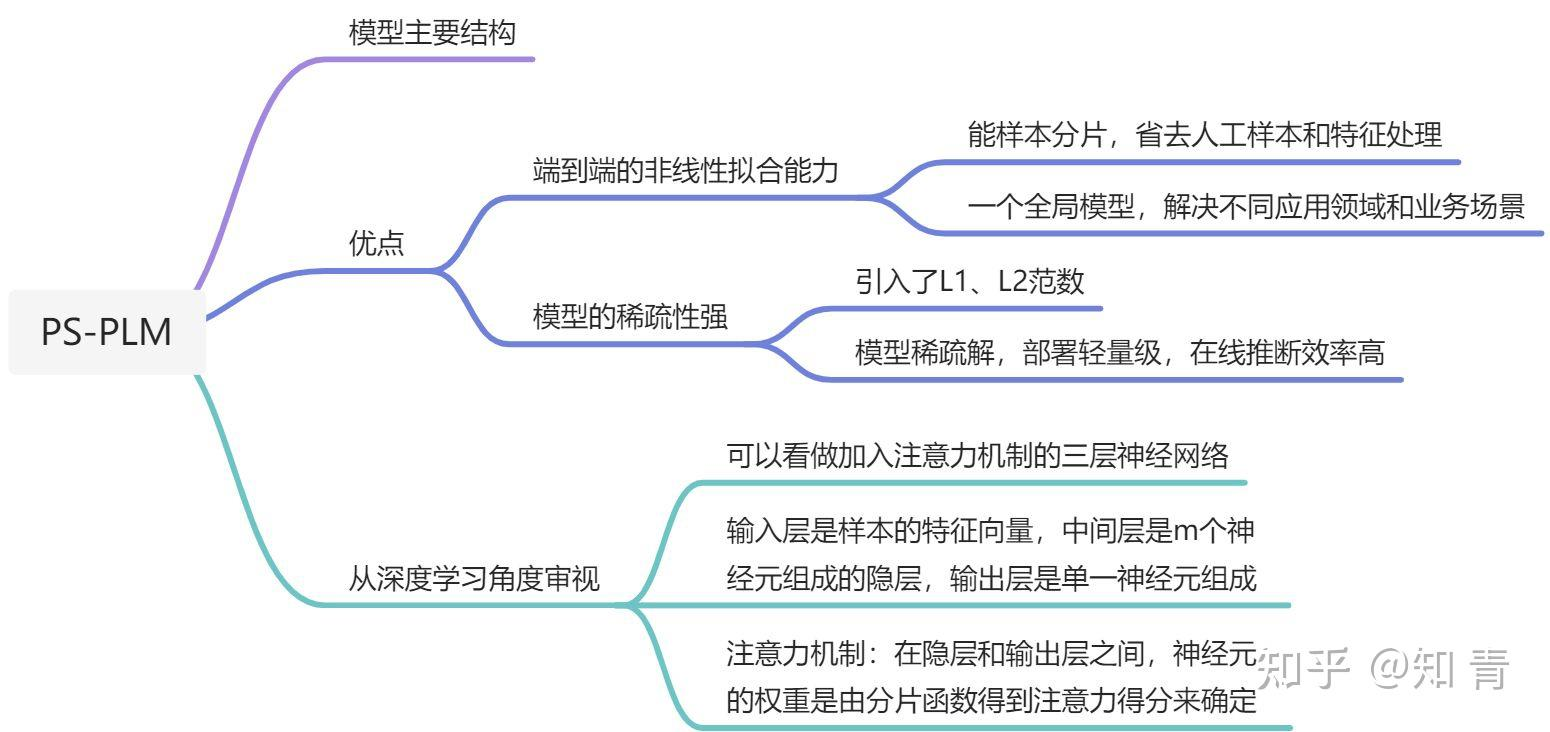 模型主要结构
能样本分片，省去人工样本和特征处理
端到端的非线性拟合能力
一个全局模型，解决不同应用领域和业务场景
优点
引入了L1、L2范数
模型的稀疏性强
模型稀疏解，部署轻量级，在线推断效率高
PS-PLM
可以看做加入注意力机制的三层神经网络
输入层是样本的特征向量，中间层是m个神
经元组成的隐层，输出层是单一神经元组成
从深度学习角度审视
注意力机制：在隐层和输出层之间，神经元
的权重是由分片函数得到注意力得分来确定
知乎 @知青